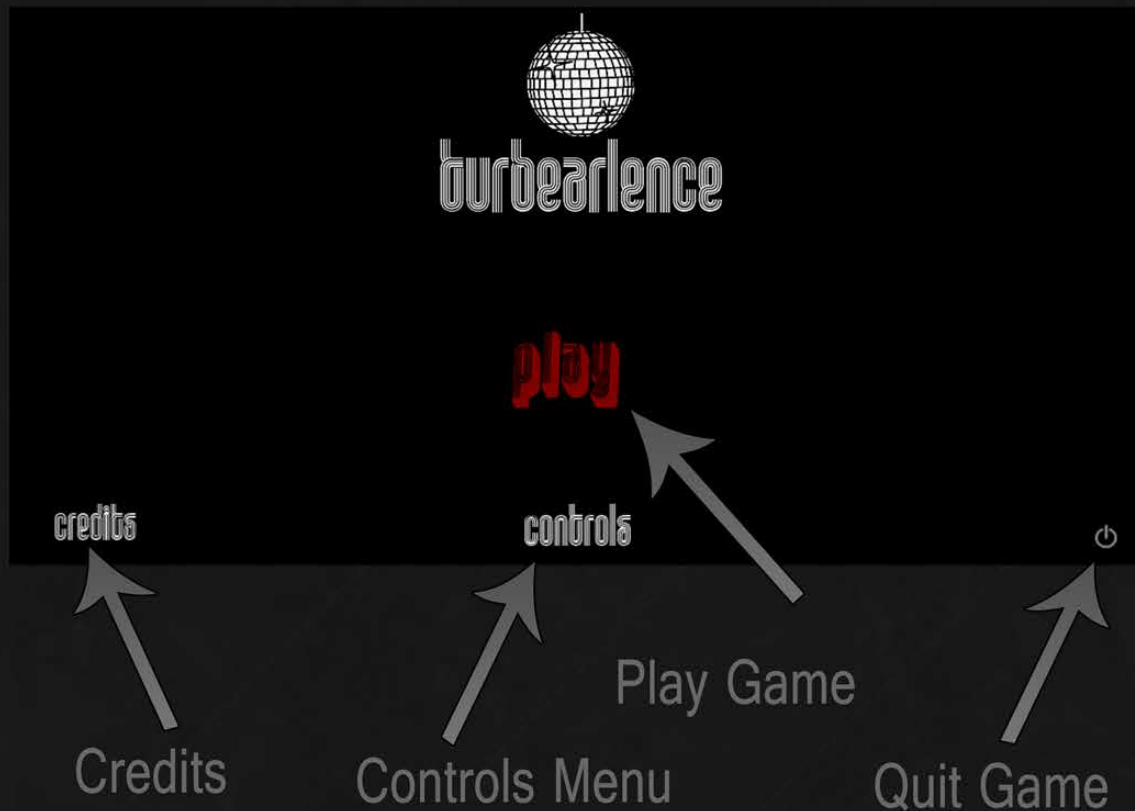 turbearlence
play
credits
controls
Play Game
Credits
Controls Menu
Quit Game